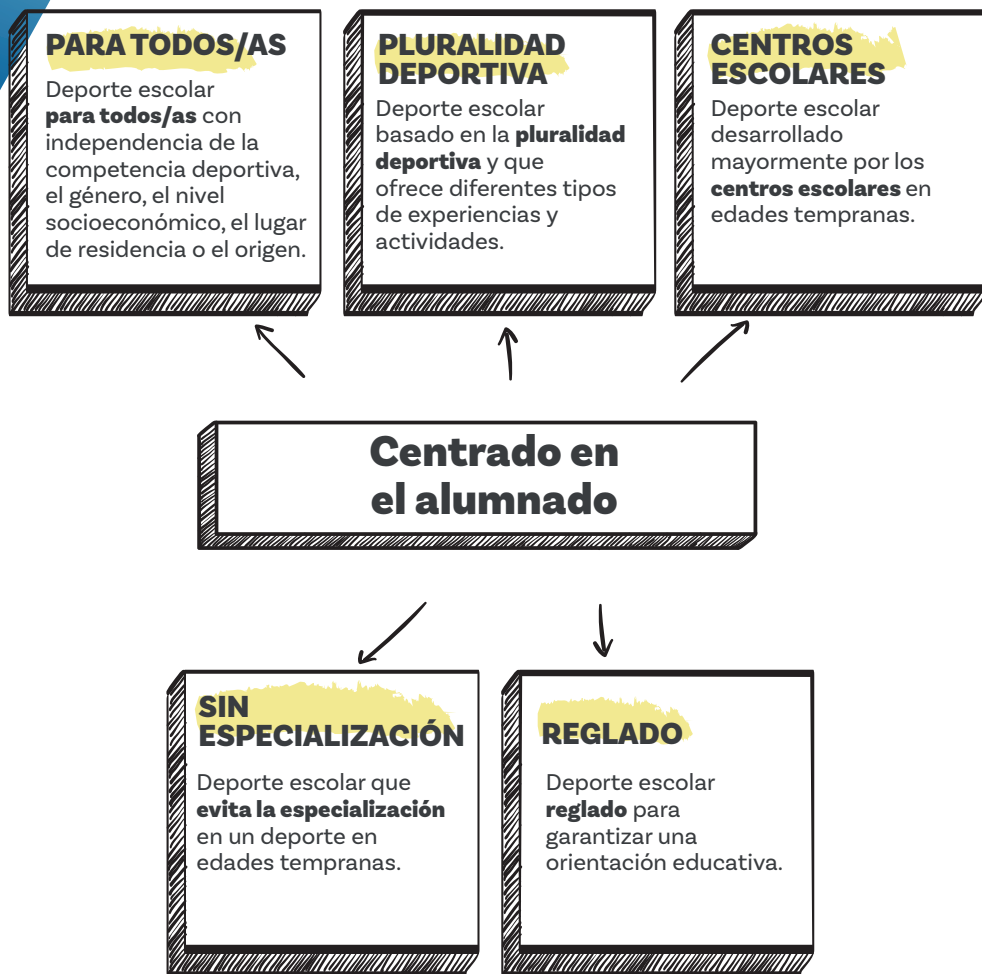 PARA TODOS/AS
Deporte escolar
para todos/as con
independencia de la
competencia deportiva,
el género, el nivel
socioeconómico, el lugar
de residencia o el origen.
PLURALIDAD
DEPORTIVA
Deporte escolar
basado en la pluralidad
deportiva y que
ofrece diferentes tipos
de experiencias y
actividades.
CENTROS
ESCOLARES
Deporte escolar
desarrollado
mayormente por los
centros escolares en
edades tempranas.
Centrado en
el alumnado
SIN
ESPECIALIZACIÓN
Deporte escolar que
evita la especialización
en un deporte en
edades tempranas.
REGLADO
Deporte escolar
reglado para
garantizar una
orientación educativa.